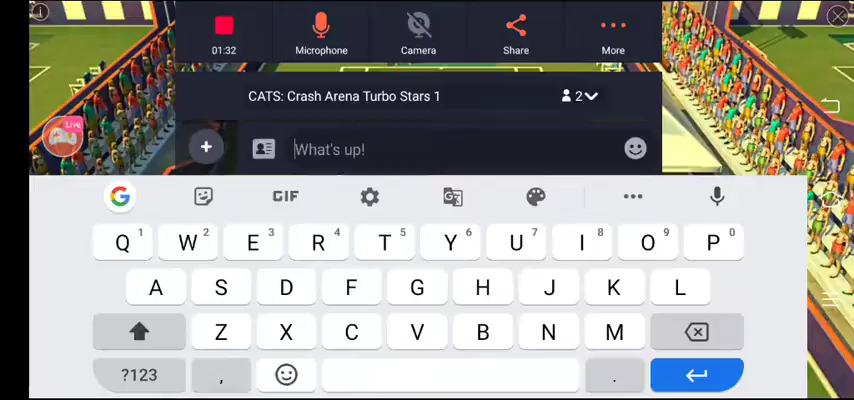 01:32
Microphone
Camera
Share
More
CATS: Crash Arena Turbo Stars 1
2
Live
What's up!
G
GIF
Q1 W2 E3 R4 T5 Y6 U7 I8 O9 P0
A S D F G H J K L
Z X C V B N M
?123 , .